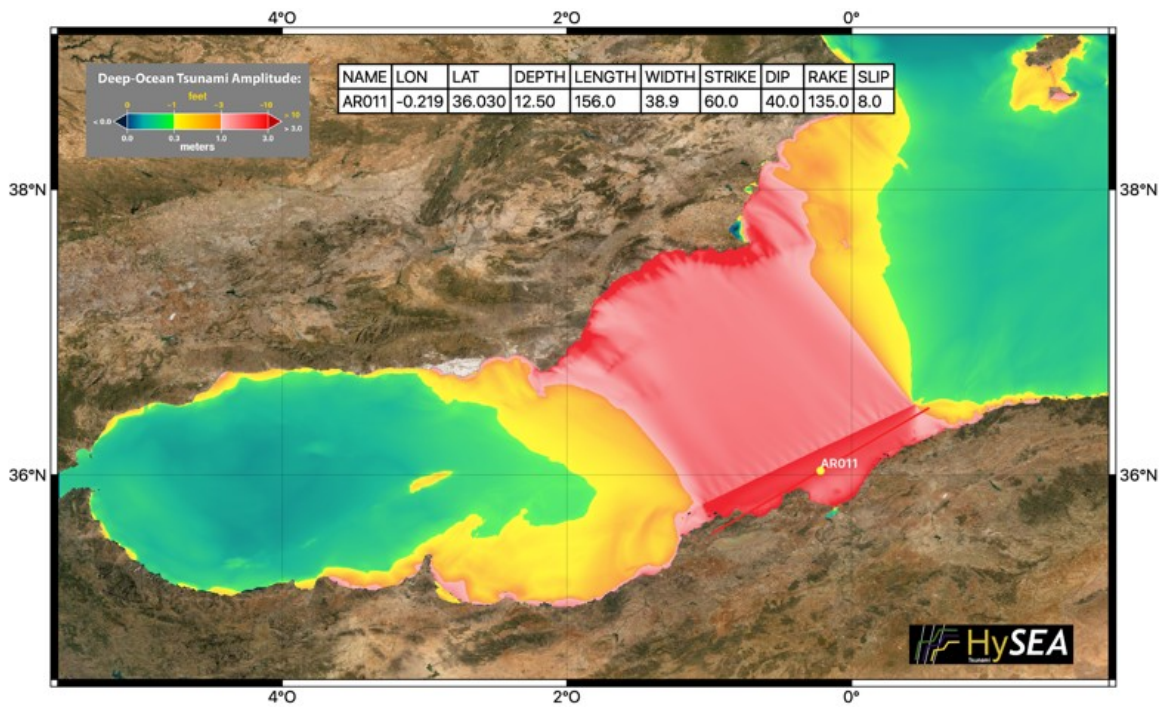 4°O 2°O 0°
Deep-Ocean Tsunami Amplitude:
feet
0 ~1 ~3 ~10
< 0.0 > 10
> 3.0
0.0 0.3 1.0 3.0
meters
NAME LON LAT DEPTH LENGTH WIDTH STRIKE DIP RAKE SLIP
AR011 -0.219 36.030 12.50 156.0 38.9 60.0 40.0 135.0 8.0
38°N 38°N
AR011
36°N 36°N
HySEA
Tsunami
4°O 2°O 0°